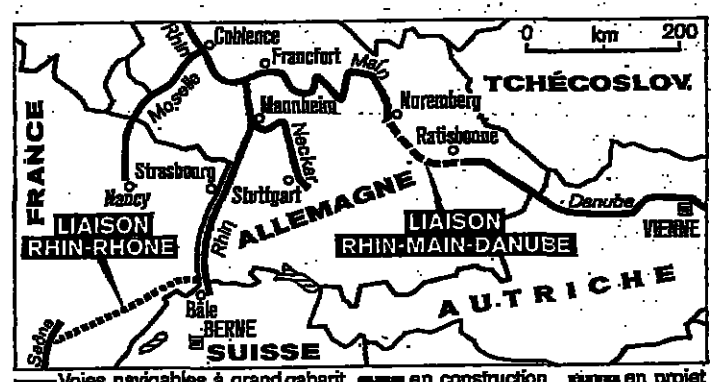 Rhin
Coblence
0 km 200
Francfort
Main
TCHÉCOSLOV.
Moselle
Mannheim
Nuremberg
Ratisbonne
FRANCE
Neckar
Strasbourg
Nancy
Stuttgart
ALLEMAGNE
Rhin
Danube
LIAISON
RHIN-RHÔNE
LIAISON
RHIN-MAIN-DANUBE
VIENNE
AUTRICHE
Bâle
Saône
BERNE
SUISSE
Voies navigables à grand gabarit en construction en projet